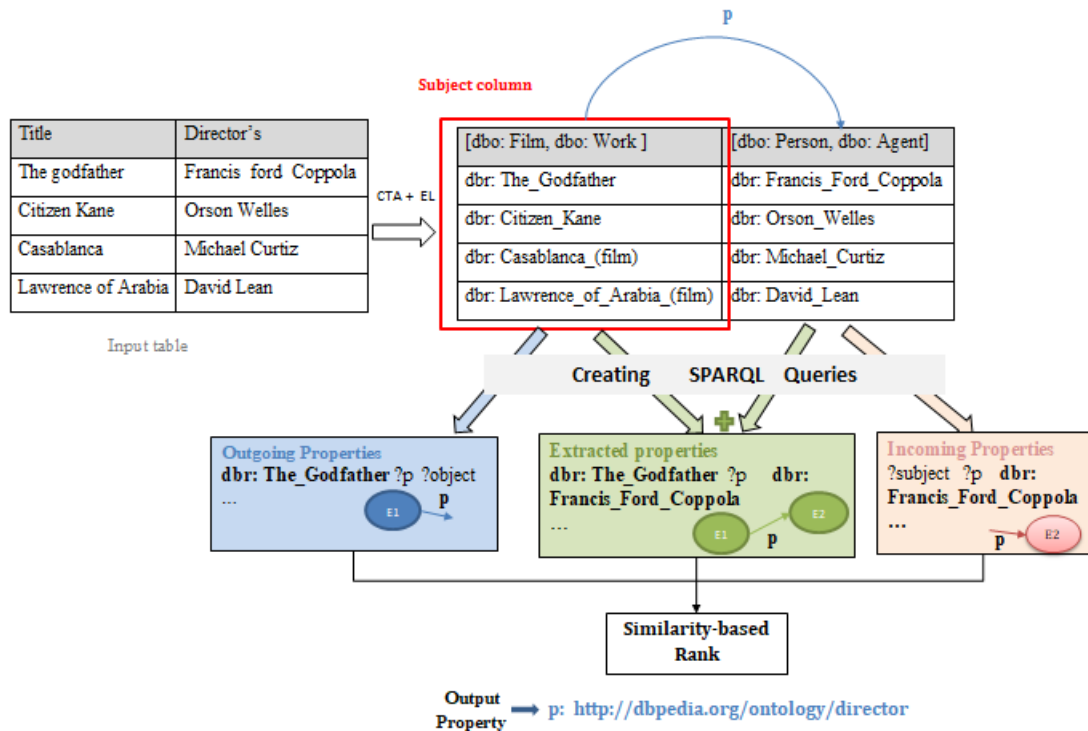 p
Subject column
Title Director's
The godfather Francis ford Coppola
Citizen Kane Orson Welles
Casablanca Michael Curtiz
Lawrence of Arabia David Lean
Input table
CTA + EL
[dbo: Film, dbo: Work ] [dbo: Person, dbo: Agent]
dbr: The_Godfather dbr: Francis_Ford_Coppola
dbr: Citizen_Kane dbr: Orson_Welles
dbr: Casablanca_(film) dbr: Michael_Curtiz
dbr: Lawrence_of_Arabia_(film) dbr: David_Lean
Creating SPARQL Queries
Outgoing Properties
dbr: The_Godfather ?p ?object
...
E1
p
Extracted properties
dbr: The_Godfather ?p dbr:
Francis_Ford_Coppola
...
E1
p
E2
Incoming Properties
?subject ?p dbr:
Francis_Ford_Coppola
...
p
E2
Similarity-based
Rank
Output
Property
p: http://dbpedia.org/ontology/director